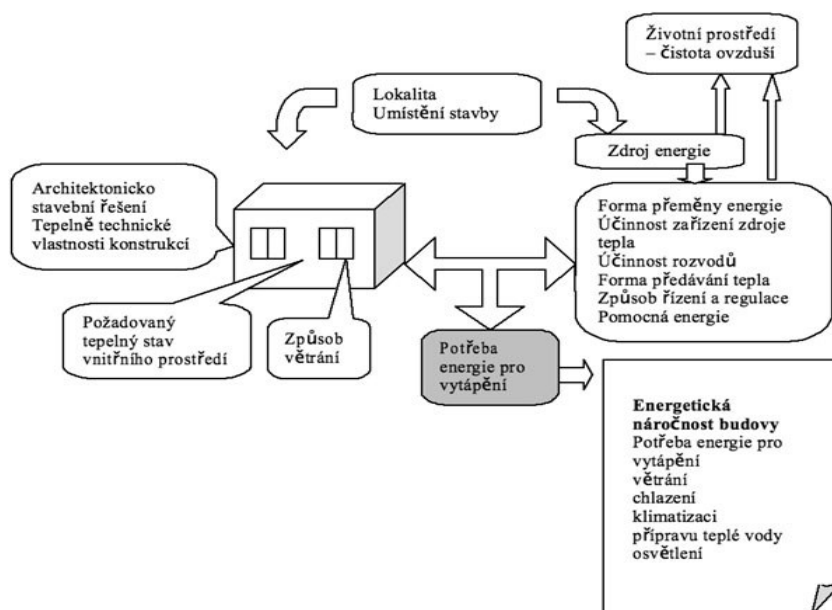 Životní prostředí
– čistota ovzduší
Lokalita
Umístění stavby
Zdroj energie
Architektonicko
stavební řešení
Tepelně technické
vlastnosti konstrukcí
Forma přeměny energie
Účinnost zařízení zdroje
tepla
Účinnost rozvodů
Forma předávání tepla
Způsob řízení a regulace
Pomocná energie
Požadovaný
tepelný stav
vnitřního prostředí
Způsob
větrání
Potřeba
energie pro
vytápění
Energetická
náročnost budovy
Potřeba energie pro
vytápění
větrání
chlazení
klimatizaci
přípravu teplé vody
osvětlení